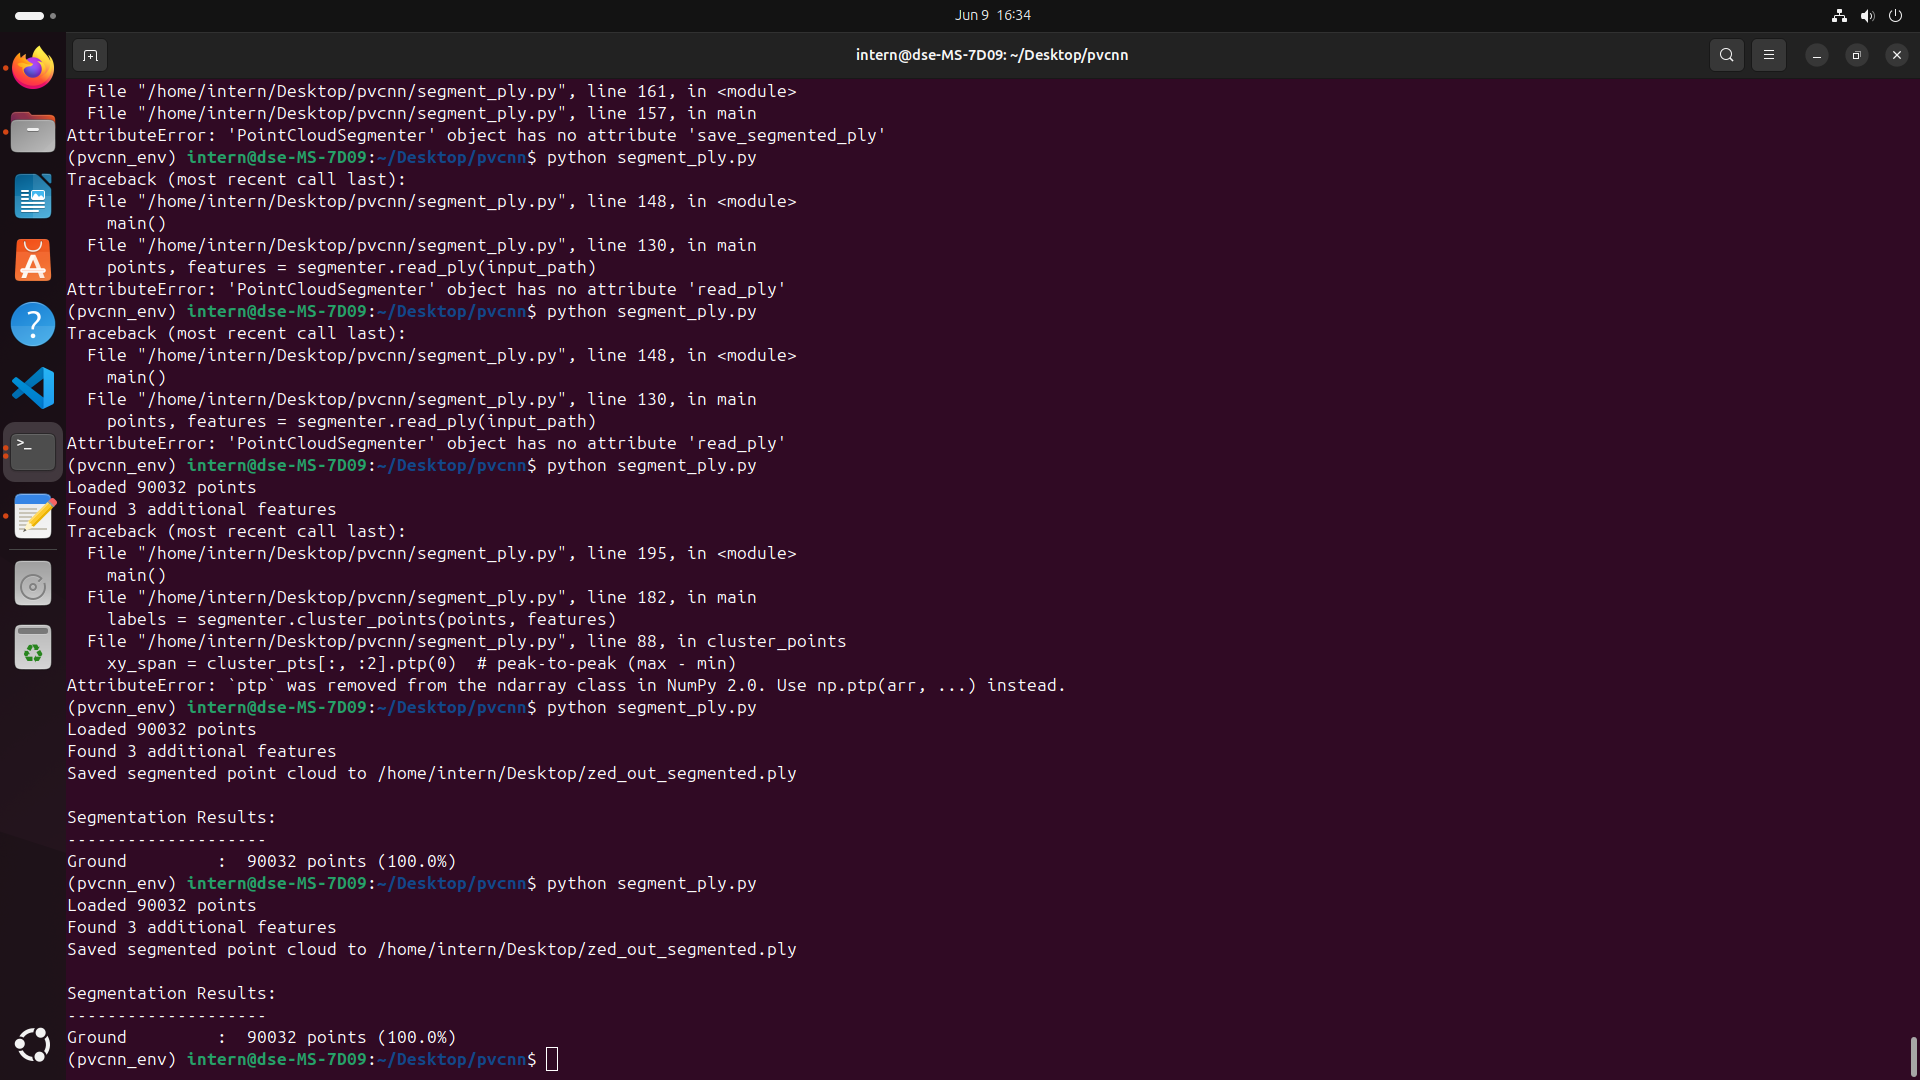 Jun 9 16:34
intern@dse-MS-7D09: ~/Desktop/pvcnn
File "/home/intern/Desktop/pvcnn/segment_ply.py", line 161, in <module>
File "/home/intern/Desktop/pvcnn/segment_ply.py", line 157, in main
AttributeError: 'PointCloudSegmenter' object has no attribute 'save_segmented_ply'
(pvcnn_env) intern@dse-MS-7D09:~/Desktop/pvcnn$ python segment_ply.py
Traceback (most recent call last):
File "/home/intern/Desktop/pvcnn/segment_ply.py", line 148, in <module>
main()
File "/home/intern/Desktop/pvcnn/segment_ply.py", line 130, in main
points, features = segmenter.read_ply(input_path)
AttributeError: 'PointCloudSegmenter' object has no attribute 'read_ply'
(pvcnn_env) intern@dse-MS-7D09:~/Desktop/pvcnn$ python segment_ply.py
Traceback (most recent call last):
File "/home/intern/Desktop/pvcnn/segment_ply.py", line 148, in <module>
main()
File "/home/intern/Desktop/pvcnn/segment_ply.py", line 130, in main
points, features = segmenter.read_ply(input_path)
AttributeError: 'PointCloudSegmenter' object has no attribute 'read_ply'
(pvcnn_env) intern@dse-MS-7D09:~/Desktop/pvcnn$ python segment_ply.py
Loaded 90032 points
Found 3 additional features
Traceback (most recent call last):
File "/home/intern/Desktop/pvcnn/segment_ply.py", line 195, in <module>
main()
File "/home/intern/Desktop/pvcnn/segment_ply.py", line 182, in main
labels = segmenter.cluster_points(points, features)
File "/home/intern/Desktop/pvcnn/segment_ply.py", line 88, in cluster_points
xy_span = cluster_pts[:, :2].ptp(0)  # peak-to-peak (max - min)
AttributeError: `ptp` was removed from the ndarray class in NumPy 2.0. Use np.ptp(arr, ...) instead.
(pvcnn_env) intern@dse-MS-7D09:~/Desktop/pvcnn$ python segment_ply.py
Loaded 90032 points
Found 3 additional features
Saved segmented point cloud to /home/intern/Desktop/zed_out_segmented.ply
Segmentation Results:
--------------------
Ground         :  90032 points (100.0%)
(pvcnn_env) intern@dse-MS-7D09:~/Desktop/pvcnn$ python segment_ply.py
Loaded 90032 points
Found 3 additional features
Saved segmented point cloud to /home/intern/Desktop/zed_out_segmented.ply
Segmentation Results:
--------------------
Ground         :  90032 points (100.0%)
(pvcnn_env) intern@dse-MS-7D09:~/Desktop/pvcnn$